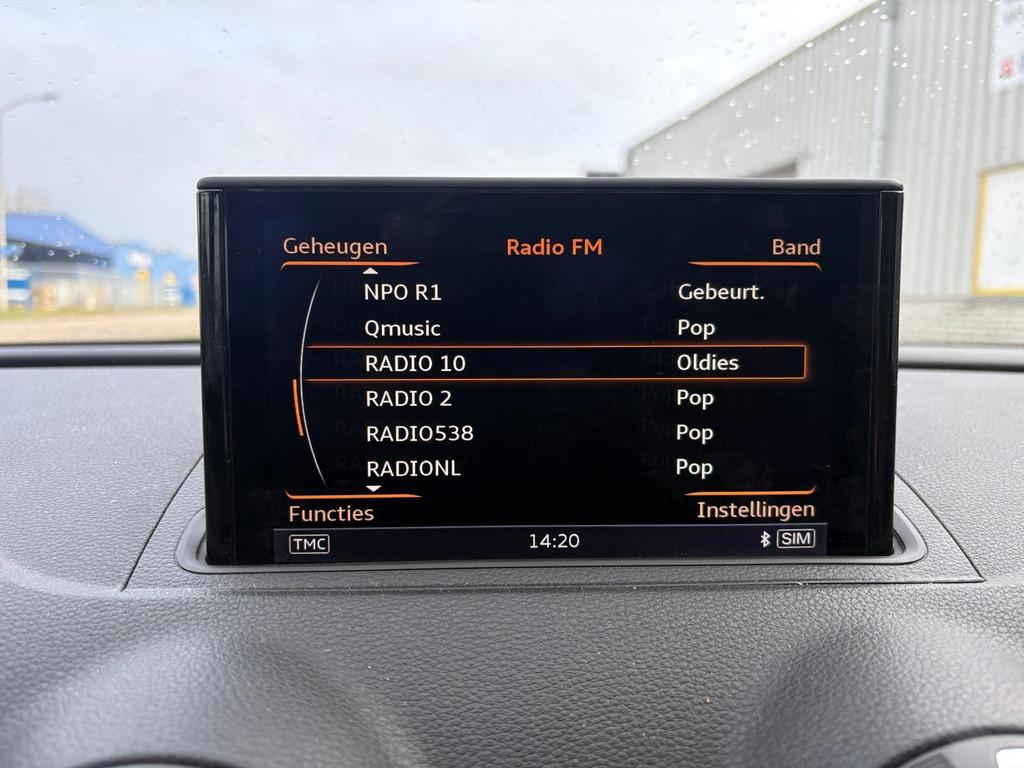 Geheugen Radio FM Band
NPO R1 Gebeurt.
Qmusic Pop
RADIO 10 Oldies
RADIO 2 Pop
RADIO538 Pop
RADIONL Pop
Functies Instellingen
TMC 14:20 SIM